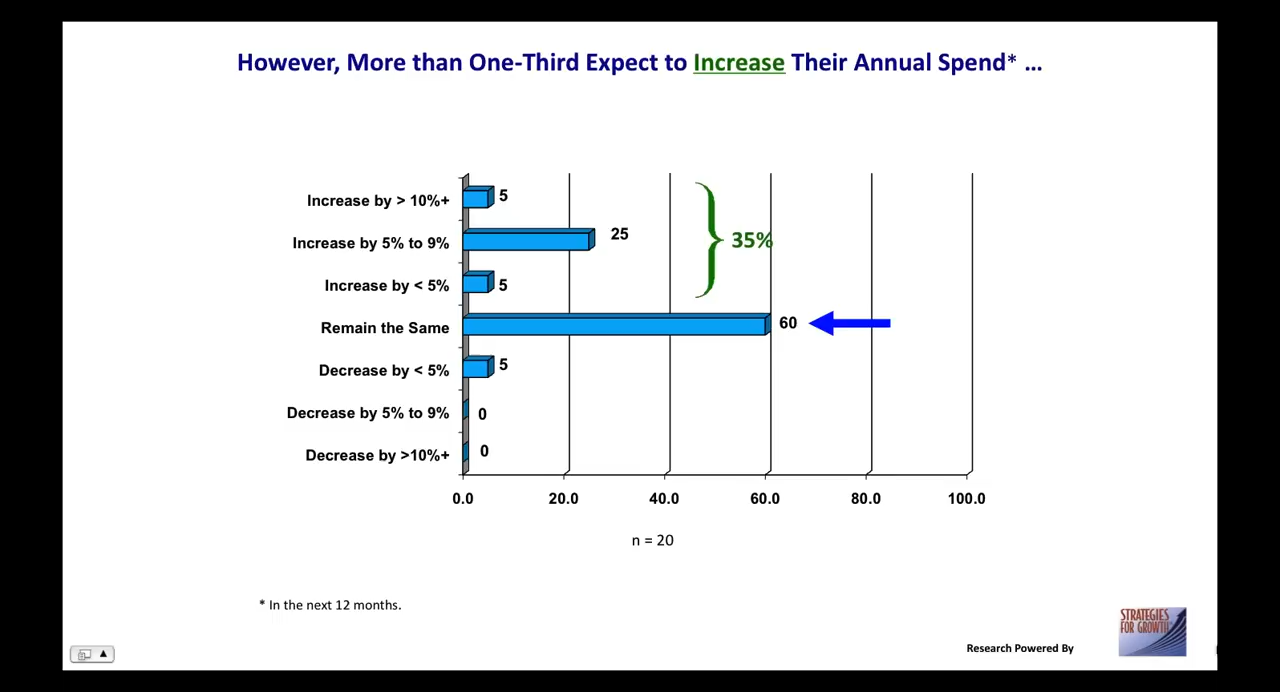 However, More than One-Third Expect to Increase Their Annual Spend* …
Increase by > 10%+ 5
Increase by 5% to 9% 25
35%
Increase by < 5% 5
Remain the Same 60
Decrease by < 5% 5
Decrease by 5% to 9% 0
Decrease by >10%+ 0
0.0 20.0 40.0 60.0 80.0 100.0
n = 20
* In the next 12 months.
STRATEGIES
FOR GROWTH
Research Powered By